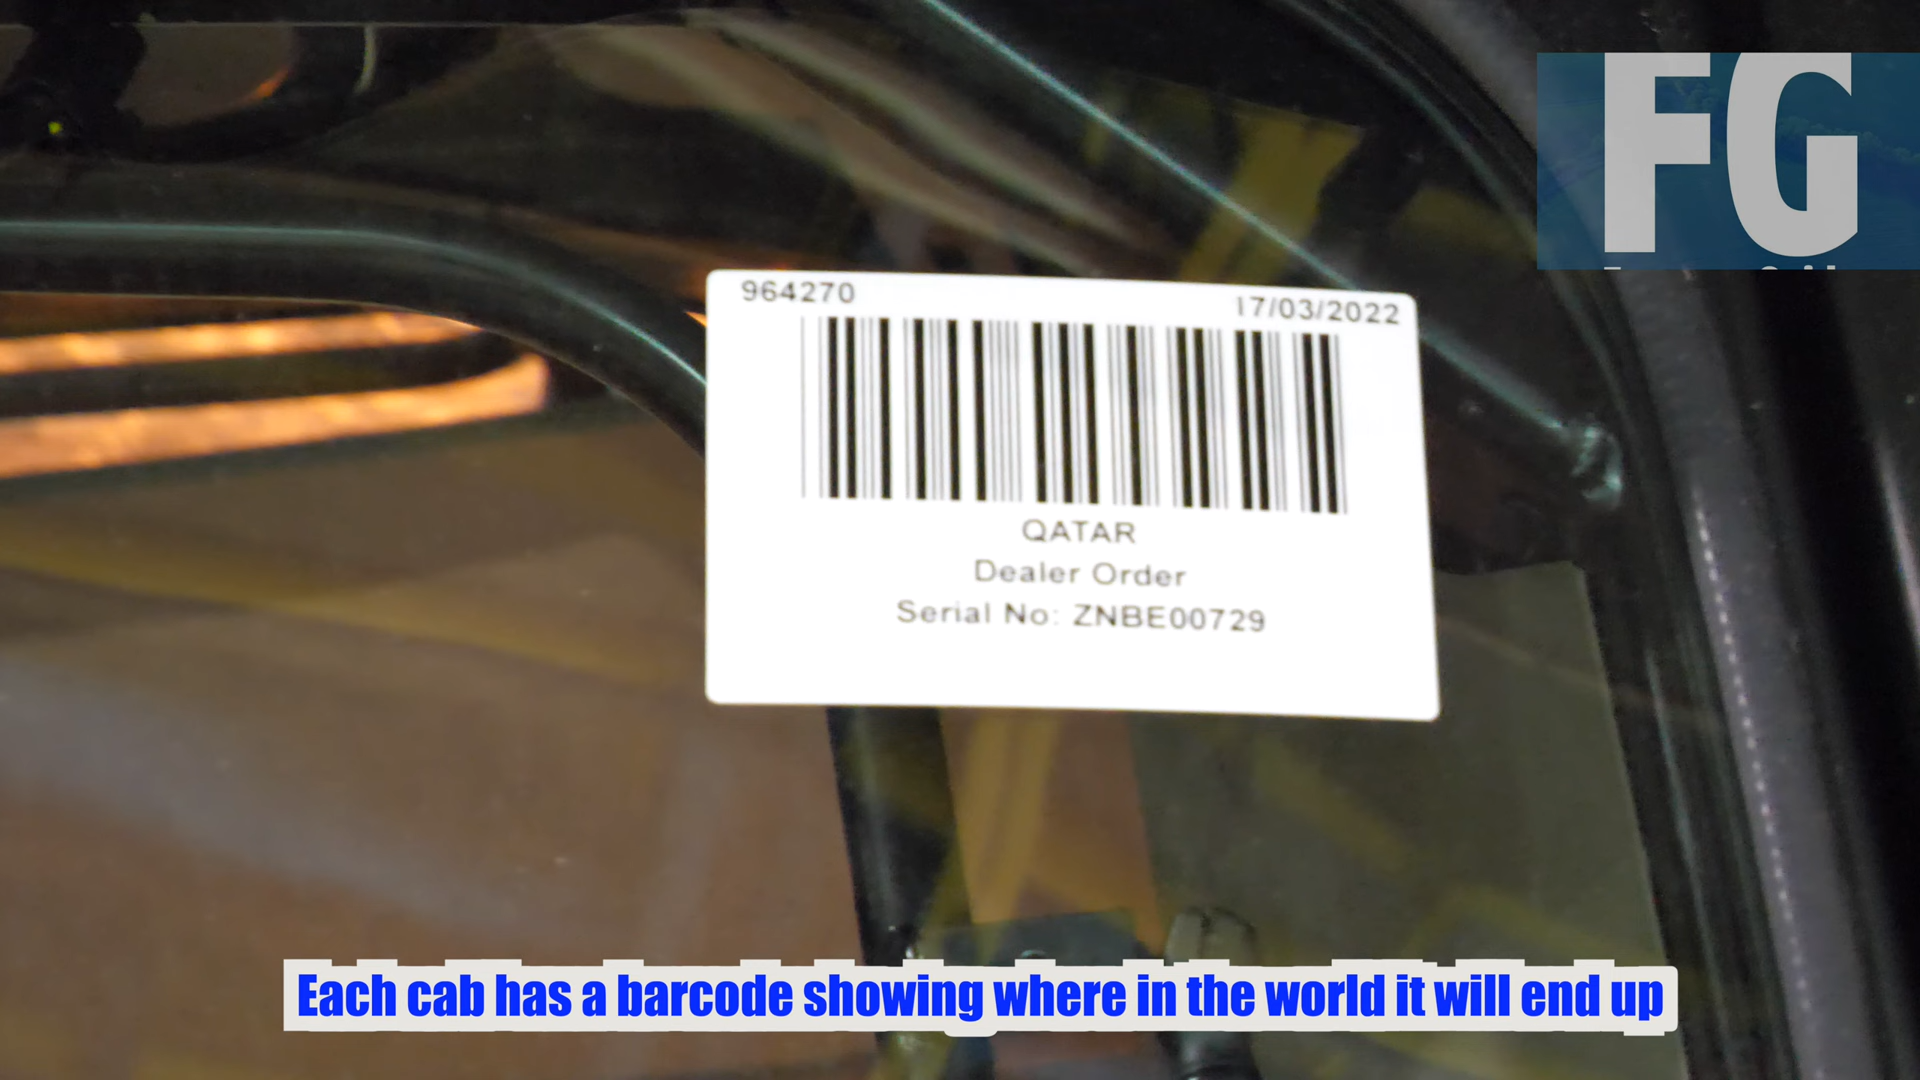 FG
964270
17/03/2022
QATAR
Dealer Order
Serial No: ZNBE00729
Each cab has a barcode showing where in the world it will end up